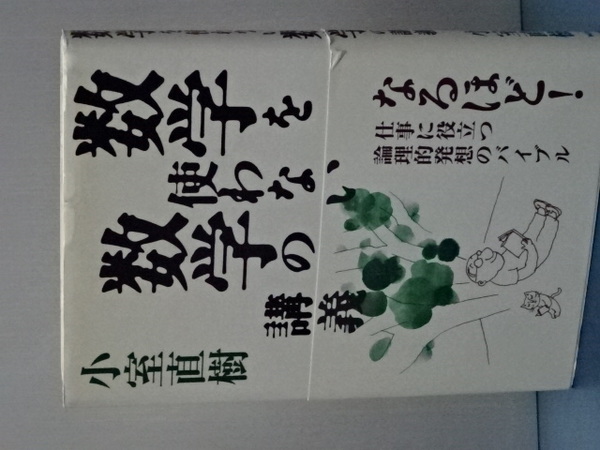 数学を
使わない
数学の
講義
小室直樹
なるほど!
仕事に役立つ
論理的発想のバイブル